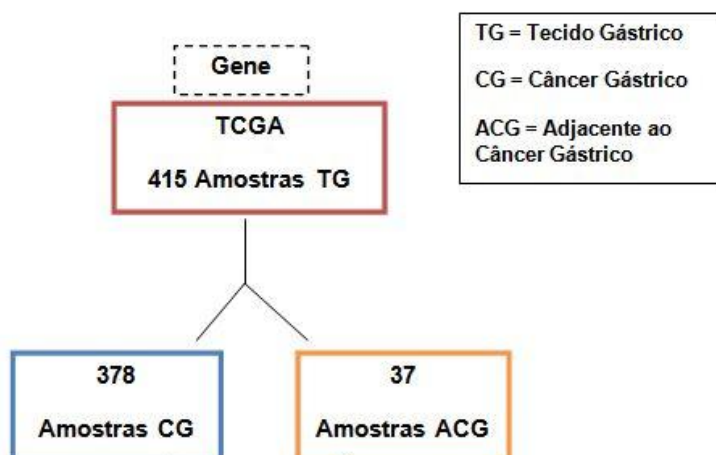 Gene
TCGA
415 Amostras TG
TG = Tecido Gástrico
CG = Câncer Gástrico
ACG = Adjacente ao
Câncer Gástrico
378
Amostras CG
37
Amostras ACG